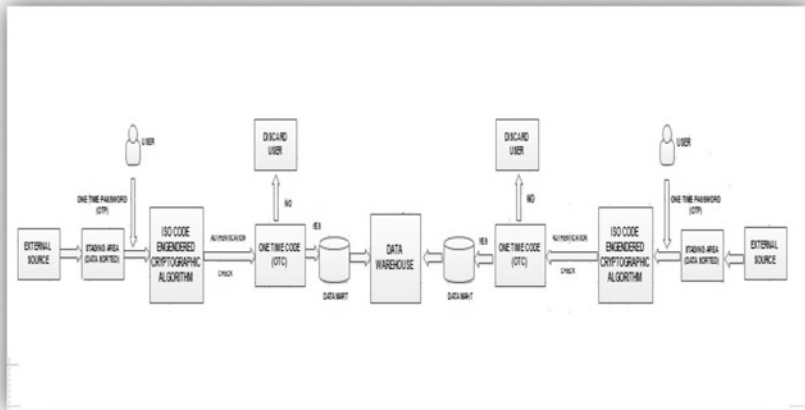 DISCARD
USER
DISCARD
USER
USER
USER
ONE TIME PASSWORD
(OTP)
ONE TIME PASSWORD
(OTP)
NO
NO
EXTERNAL
SOURCE
STAGING AREA
(DATA SORTED)
ISO CODE
ENGENDERED
CRYPTOGRAPHIC
ALGORITHM
AUTHENTICATION
CHECK
ONE TIME CODE
(OTC)
YES
DATA MART
DATA
WAREHOUSE
DATA MART
YES
ONE TIME CODE
(OTC)
AUTHENTICATION
CHECK
ISO CODE
ENGENDERED
CRYPTOGRAPHIC
ALGORITHM
STAGING AREA
(DATA SORTED)
EXTERNAL
SOURCE